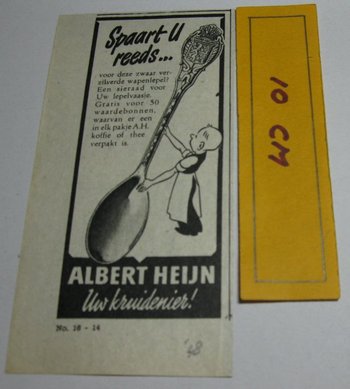 Spaart U
reeds...
voor deze zwaar ver-
zilverde wapenlepel?
Een sieraad voor
Uw lepelvaasje.
Gratis voor 50
waardebonnen,
waarvan er een
in elk pakje A.H.
koffie of thee
verpakt is.
ALBERT HEIJN
Uw kruidenier!
No. 16 - 14
'48
10 CM